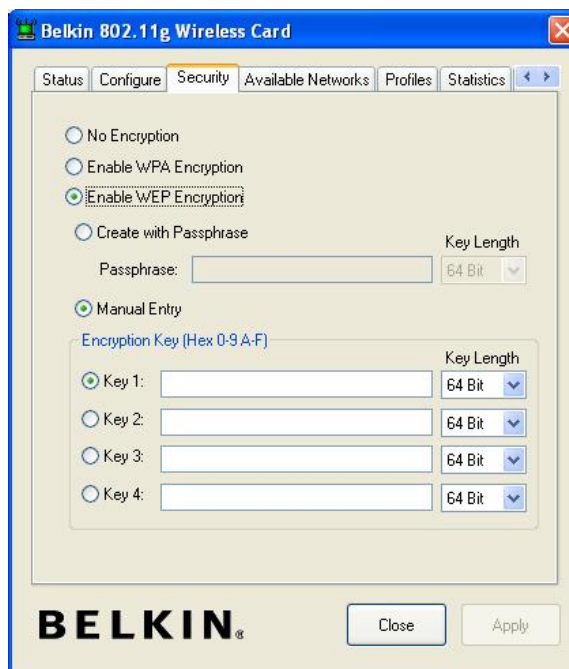 Belkin 802.11g Wireless Card
Status Configure Security Available Networks Profiles Statistics
No Encryption
Enable WPA Encryption
Enable WEP Encryption
Create with Passphrase
Key Length
Passphrase: 64 Bit
Manual Entry
Encryption Key (Hex 0-9 A-F)
Key Length
Key 1: 64 Bit
Key 2: 64 Bit
Key 3: 64 Bit
Key 4: 64 Bit
BELKIN® Close Apply